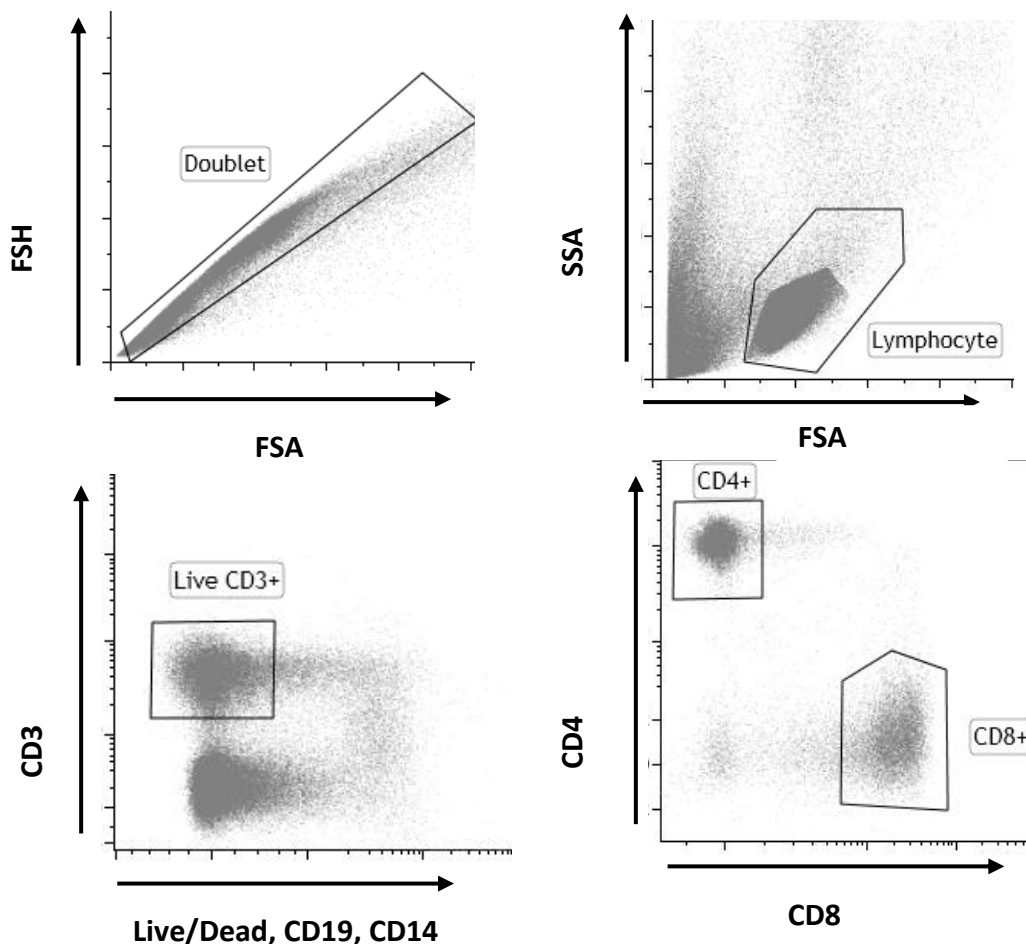 Doublet
FSH
FSA
SSA
Lymphocyte
FSA
Live CD3+
CD3
Live/Dead, CD19, CD14
CD4+
CD4
CD8+
CD8